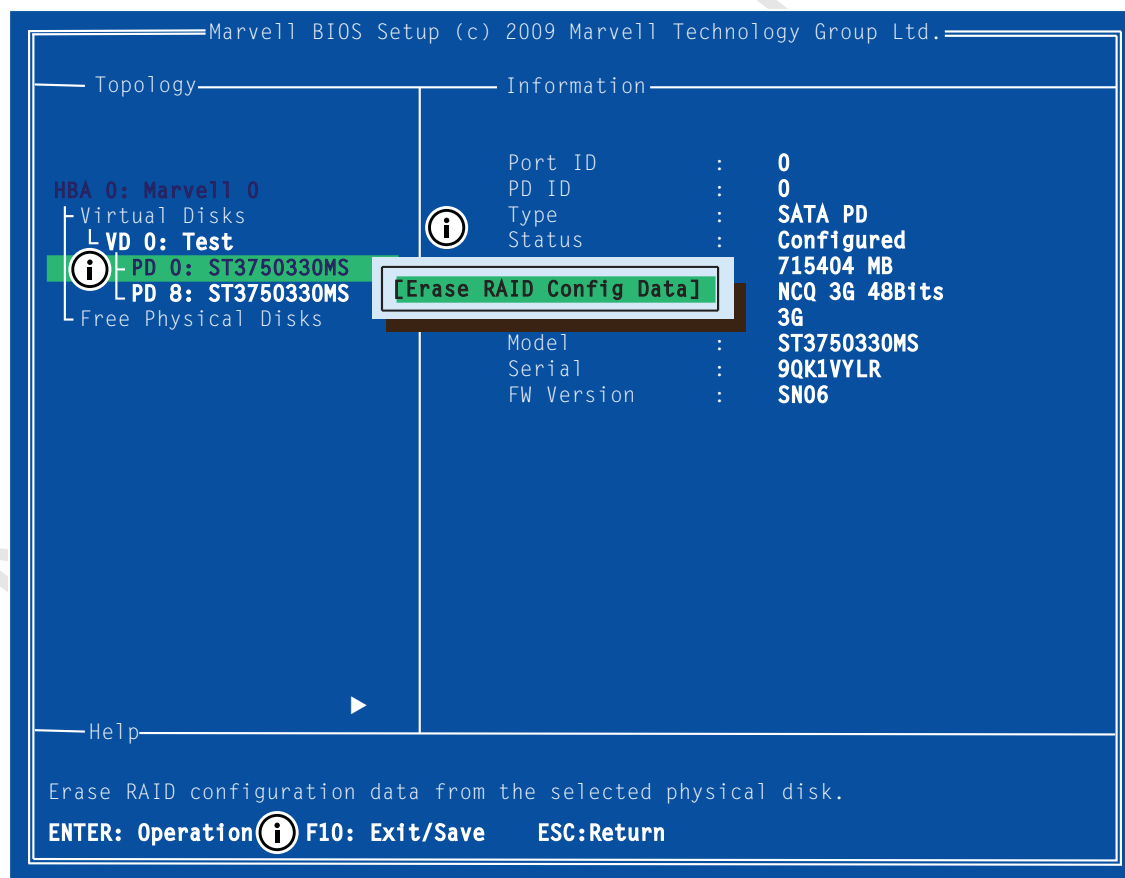 Marvell BIOS Setup (c) 2009 Marvell Technology Group Ltd.
Topology
HBA 0: Marvell 0
Virtual Disks
VD 0: Test
PD 0: ST3750330MS
PD 8: ST3750330MS
Free Physical Disks
Information
Port ID : 0
PD ID : 0
Type : SATA PD
Status : Configured
715404 MB
[Erase RAID Config Data]
NCQ 3G 48Bits
3G
Model : ST3750330MS
Serial : 9QK1VYLR
FW Version : SN06
Help
Erase RAID configuration data from the selected physical disk.
ENTER: Operation F10: Exit/Save ESC:Return